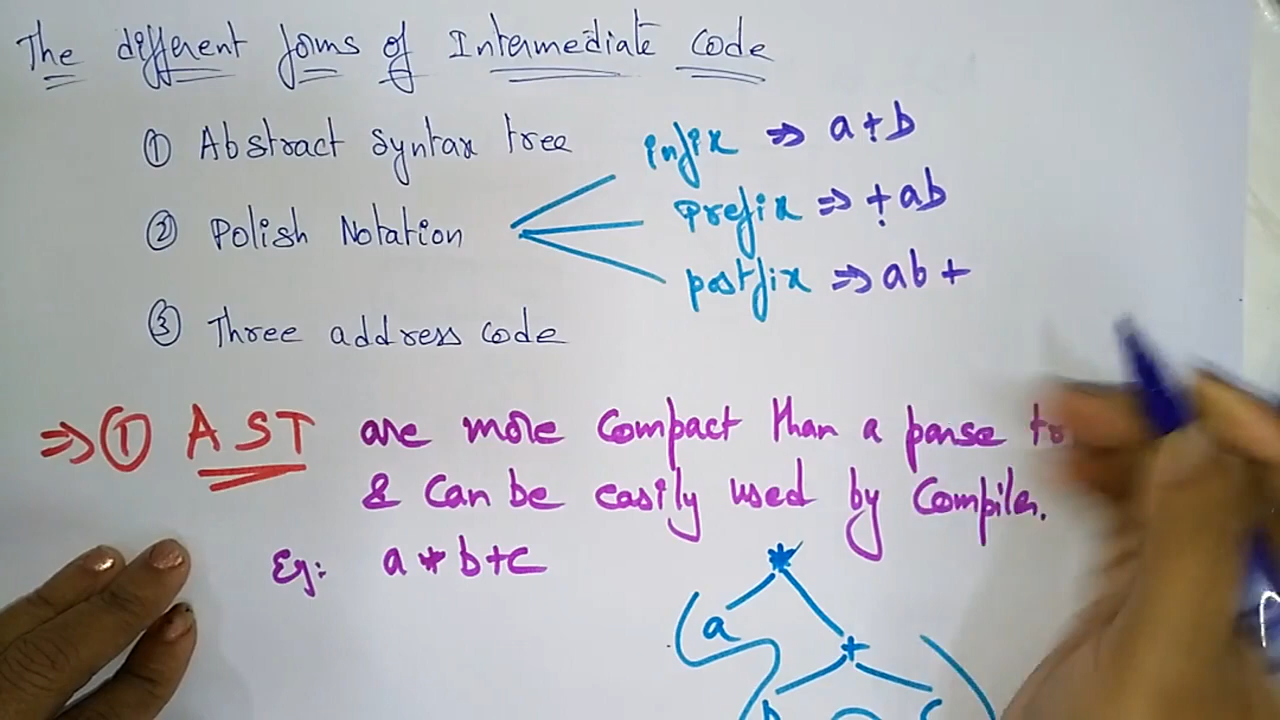 The different forms of Intermediate Code
① Abstract Syntax tree
infix ⇒ a+b
② Polish Notation
prefix ⇒ +ab
postfix ⇒ ab+
③ Three address code
⇒ ① AST are more compact than a parse
& can be easily used by Compiler.
Eg: a * b+c
*
a
+
b